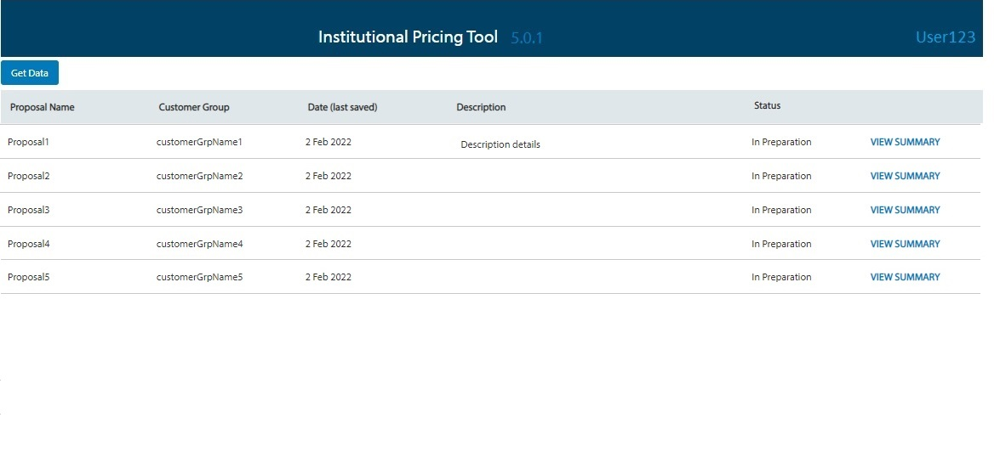 Institutional Pricing Tool 5.0.1 User123
Get Data
Proposal Name Customer Group Date (last saved) Description Status
Proposal1 customerGrpName1 2 Feb 2022 Description details In Preparation VIEW SUMMARY
Proposal2 customerGrpName2 2 Feb 2022 In Preparation VIEW SUMMARY
Proposal3 customerGrpName3 2 Feb 2022 In Preparation VIEW SUMMARY
Proposal4 customerGrpName4 2 Feb 2022 In Preparation VIEW SUMMARY
Proposal5 customerGrpName5 2 Feb 2022 In Preparation VIEW SUMMARY